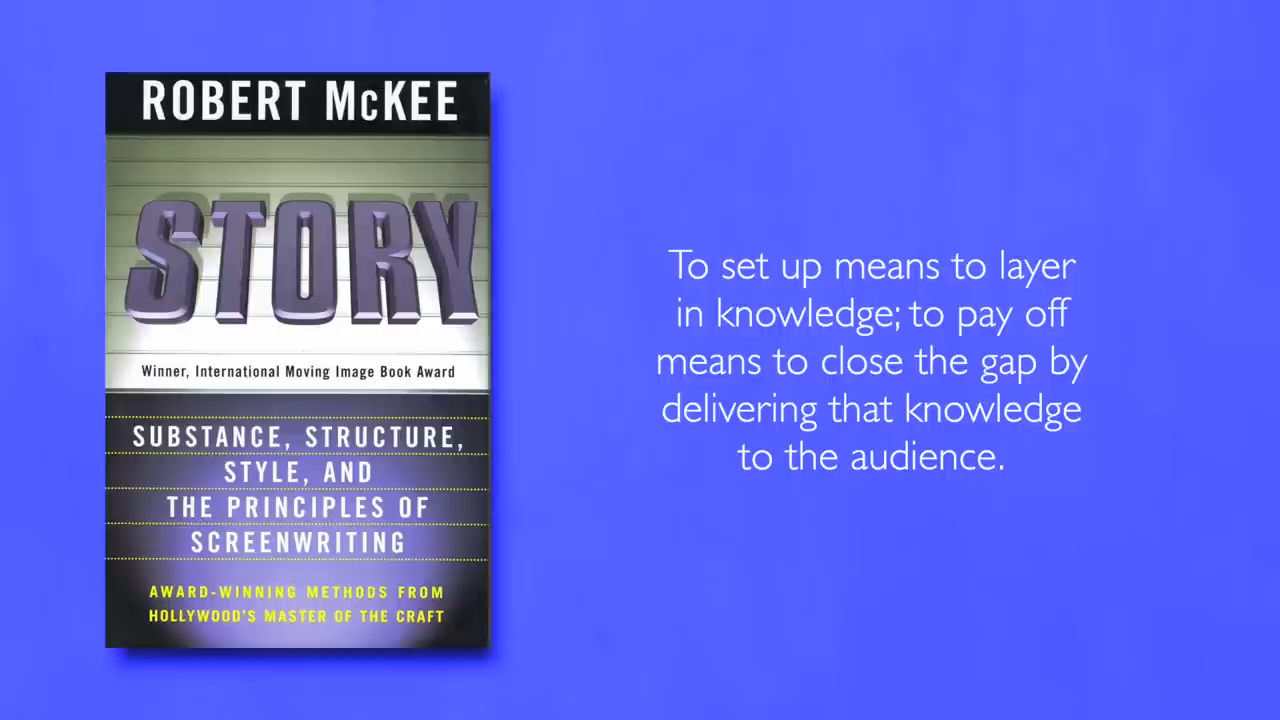 ROBERT McKEE
STORY
Winner, International Moving Image Book Award
SUBSTANCE, STRUCTURE,
STYLE, AND
THE PRINCIPLES OF
SCREENWRITING
AWARD-WINNING METHODS FROM
HOLLYWOOD'S MASTER OF THE CRAFT
To set up means to layer
in knowledge; to pay off
means to close the gap by
delivering that knowledge
to the audience.